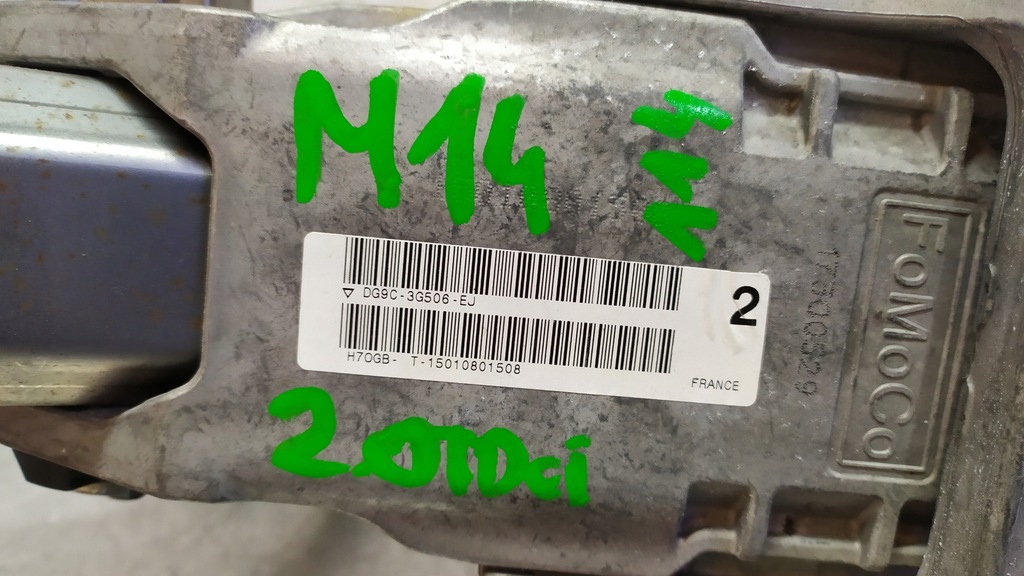 M14
DG9C-3G506-EJ
H7OGB- T-15010801508
2
FRANCE
2.0TDci
FoMoCo